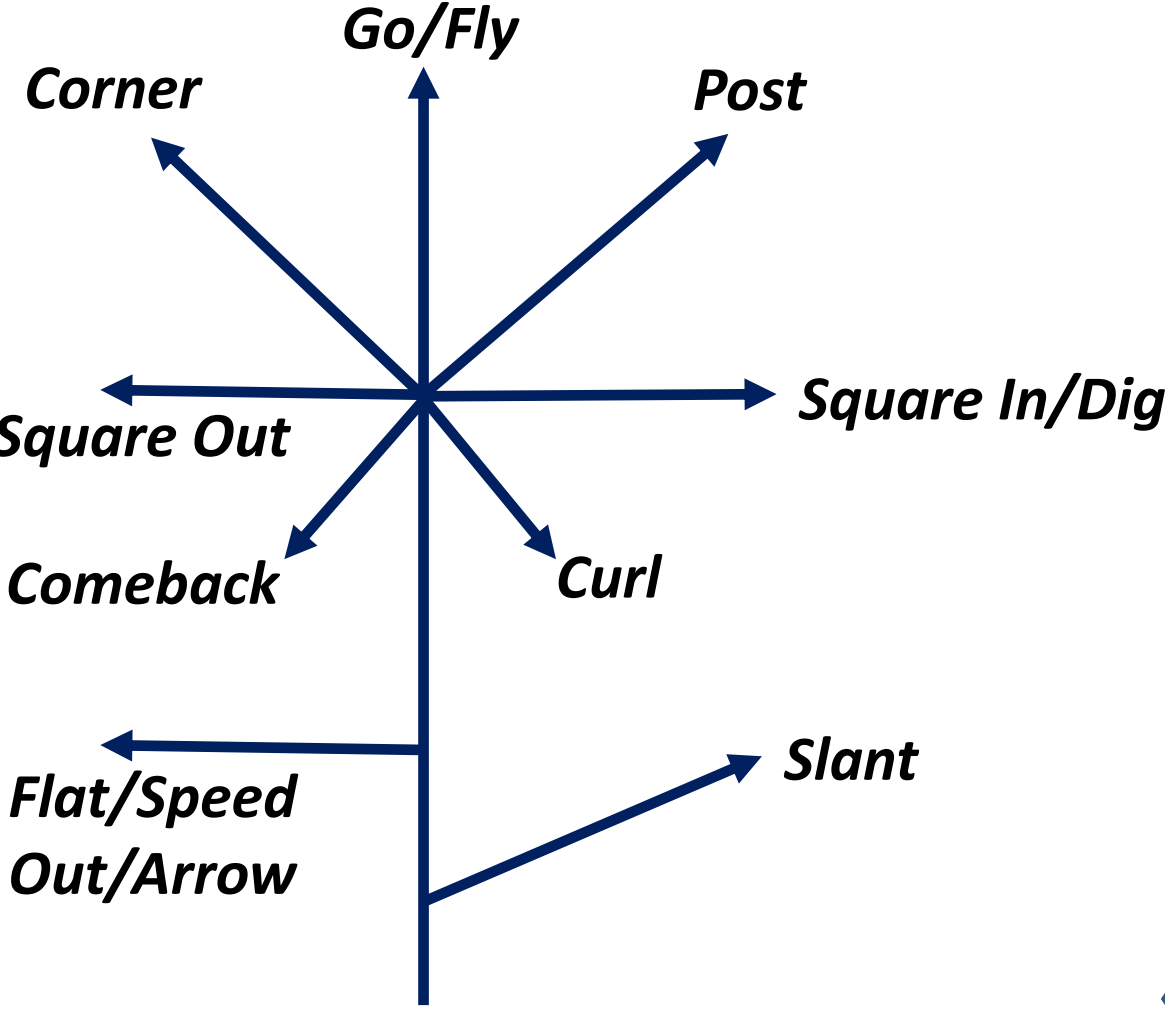 Go/Fly
Corner
Post
Square In/Dig
Square Out
Comeback
Curl
Slant
Flat/Speed
Out/Arrow